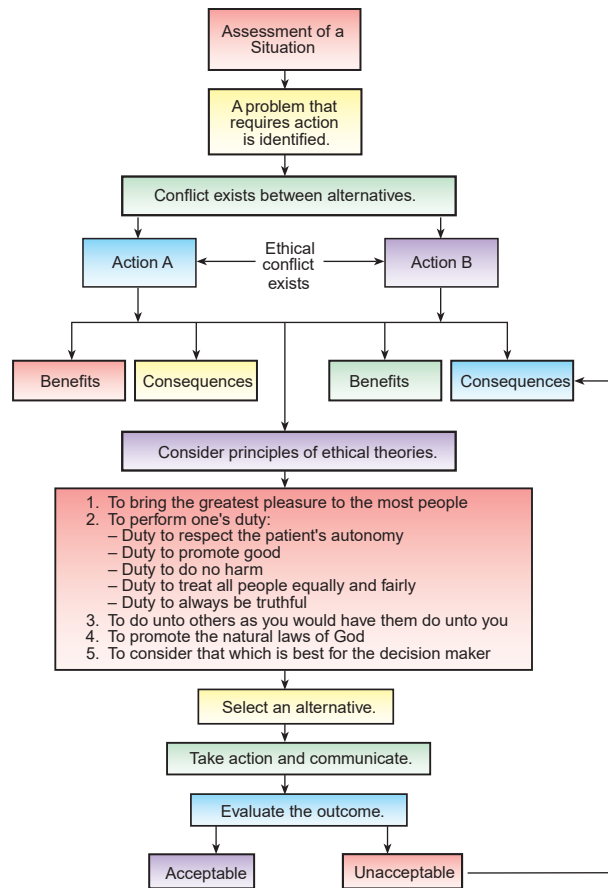 Assessment of a
Situation
A problem that
requires action
is identified.
Conflict exists between alternatives.
Action A
Ethical
conflict
exists
Action B
Benefits
Consequences
Benefits
Consequences
Consider principles of ethical theories.
1. To bring the greatest pleasure to the most people
2. To perform one's duty:
– Duty to respect the patient's autonomy
– Duty to promote good
– Duty to do no harm
– Duty to treat all people equally and fairly
– Duty to always be truthful
3. To do unto others as you would have them do unto you
4. To promote the natural laws of God
5. To consider that which is best for the decision maker
Select an alternative.
Take action and communicate.
Evaluate the outcome.
Acceptable
Unacceptable